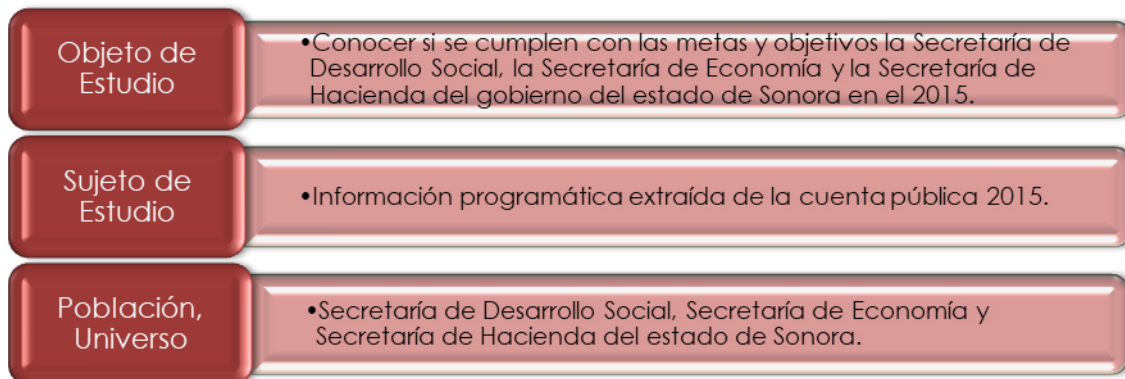 Objeto de
Estudio
•Conocer si se cumplen con las metas y objetivos la Secretaría de
Desarrollo Social, la Secretaría de Economía y la Secretaría de
Hacienda del gobierno del estado de Sonora en el 2015.
Sujeto de
Estudio
•Información programática extraída de la cuenta pública 2015.
Población,
Universo
•Secretaría de Desarrollo Social, Secretaría de Economía y
Secretaría de Hacienda del estado de Sonora.